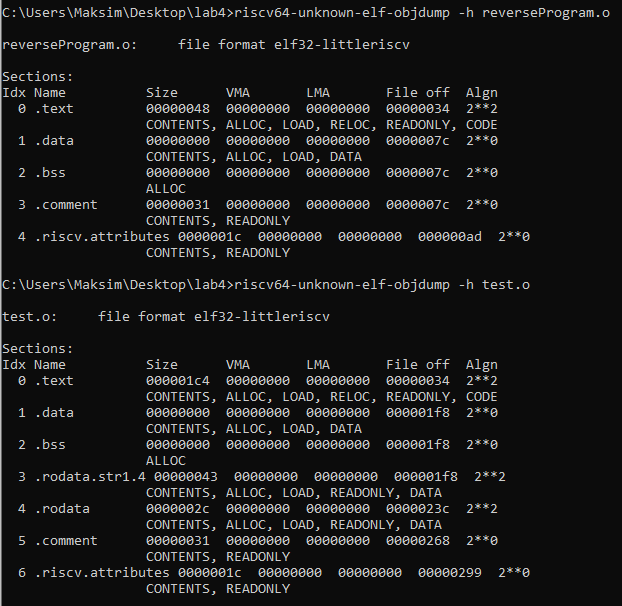 C:\Users\Maksim\Desktop\lab4>riscv64-unknown-elf-objdump -h reverseProgram.o
reverseProgram.o:     file format elf32-littleriscv
Sections:
Idx Name          Size      VMA       LMA       File off  Algn
  0 .text         00000048  00000000  00000000  00000034  2**2
                  CONTENTS, ALLOC, LOAD, RELOC, READONLY, CODE
  1 .data         00000000  00000000  00000000  0000007c  2**0
                  CONTENTS, ALLOC, LOAD, DATA
  2 .bss          00000000  00000000  00000000  0000007c  2**0
                  ALLOC
  3 .comment      00000031  00000000  00000000  0000007c  2**0
                  CONTENTS, READONLY
  4 .riscv.attributes 0000001c  00000000  00000000  000000ad  2**0
                  CONTENTS, READONLY
C:\Users\Maksim\Desktop\lab4>riscv64-unknown-elf-objdump -h test.o
test.o:     file format elf32-littleriscv
Sections:
Idx Name          Size      VMA       LMA       File off  Algn
  0 .text         000001c4  00000000  00000000  00000034  2**2
                  CONTENTS, ALLOC, LOAD, RELOC, READONLY, CODE
  1 .data         00000000  00000000  00000000  000001f8  2**0
                  CONTENTS, ALLOC, LOAD, DATA
  2 .bss          00000000  00000000  00000000  000001f8  2**0
                  ALLOC
  3 .rodata.str1.4 00000043  00000000  00000000  000001f8  2**2
                  CONTENTS, ALLOC, LOAD, READONLY, DATA
  4 .rodata       0000002c  00000000  00000000  0000023c  2**2
                  CONTENTS, ALLOC, LOAD, READONLY, DATA
  5 .comment      00000031  00000000  00000000  00000268  2**0
                  CONTENTS, READONLY
  6 .riscv.attributes 0000001c  00000000  00000000  00000299  2**0
                  CONTENTS, READONLY